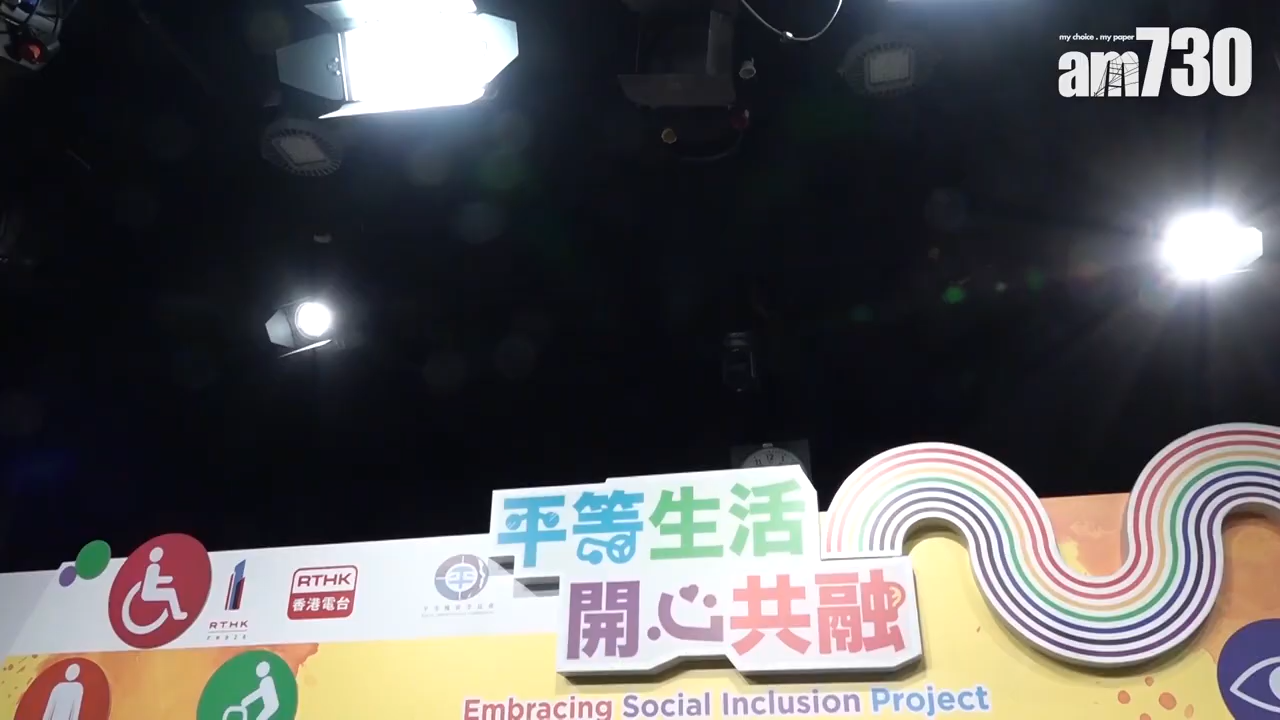 my choice . my paper
am730
平等生活
開心共融
RTHK
香港電台
RTHK
Embracing Social Inclusion Project